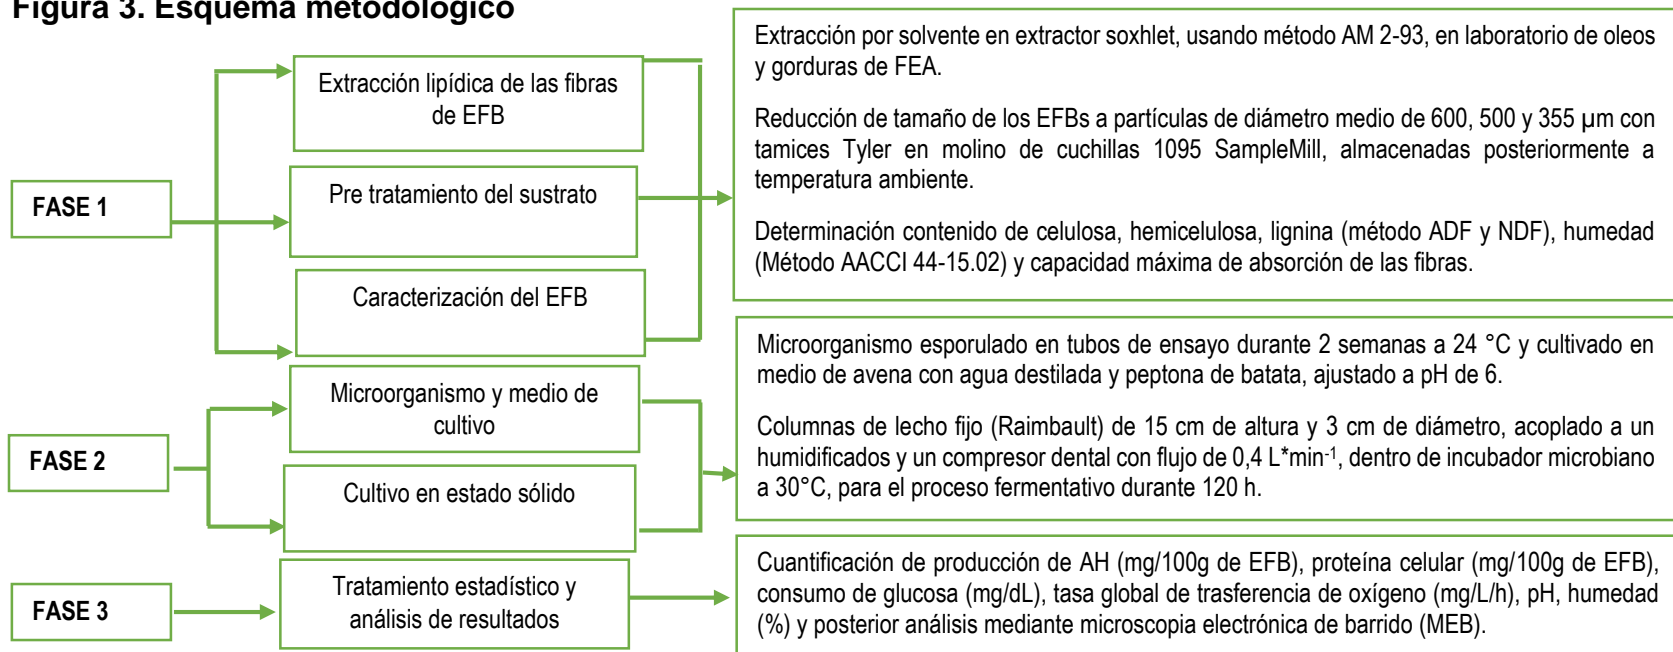 Figura 3. Esquema metodológico
FASE 1
Extracción lipídica de las fibras
de EFB
Pre tratamiento del sustrato
Caracterización del EFB
Extracción por solvente en extractor soxhlet, usando método AM 2-93, en laboratorio de oleos
y gorduras de FEA.
Reducción de tamaño de los EFBs a partículas de diámetro medio de 600, 500 y 355 µm con
tamices Tyler en molino de cuchillas 1095 SampleMill, almacenadas posteriormente a
temperatura ambiente.
Determinación contenido de celulosa, hemicelulosa, lignina (método ADF y NDF), humedad
(Método AACCI 44-15.02) y capacidad máxima de absorción de las fibras.
FASE 2
Microorganismo y medio de
cultivo
Cultivo en estado sólido
Microorganismo esporulado en tubos de ensayo durante 2 semanas a 24 °C y cultivado en
medio de avena con agua destilada y peptona de batata, ajustado a pH de 6.
Columnas de lecho fijo (Raimbault) de 15 cm de altura y 3 cm de diámetro, acoplado a un
humidificados y un compresor dental con flujo de 0,4 L*min-1, dentro de incubador microbiano
a 30°C, para el proceso fermentativo durante 120 h.
FASE 3
Tratamiento estadístico y
análisis de resultados
Cuantificación de producción de AH (mg/100g de EFB), proteína celular (mg/100g de EFB),
consumo de glucosa (mg/dL), tasa global de trasferencia de oxígeno (mg/L/h), pH, humedad
(%) y posterior análisis mediante microscopia electrónica de barrido (MEB).